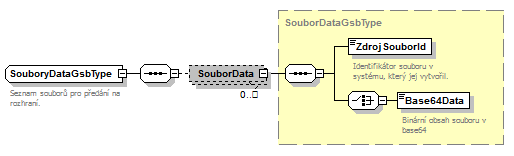 SouborDataGsbType
SouboryDataGsbType
Seznam souborů pro předání na
rozhraní.
SouborData
0..
ZdrojSouborId
Identifikátor souboru v
systému, který jej vytvořil.
Base64Data
Binární obsah souboru v
base64